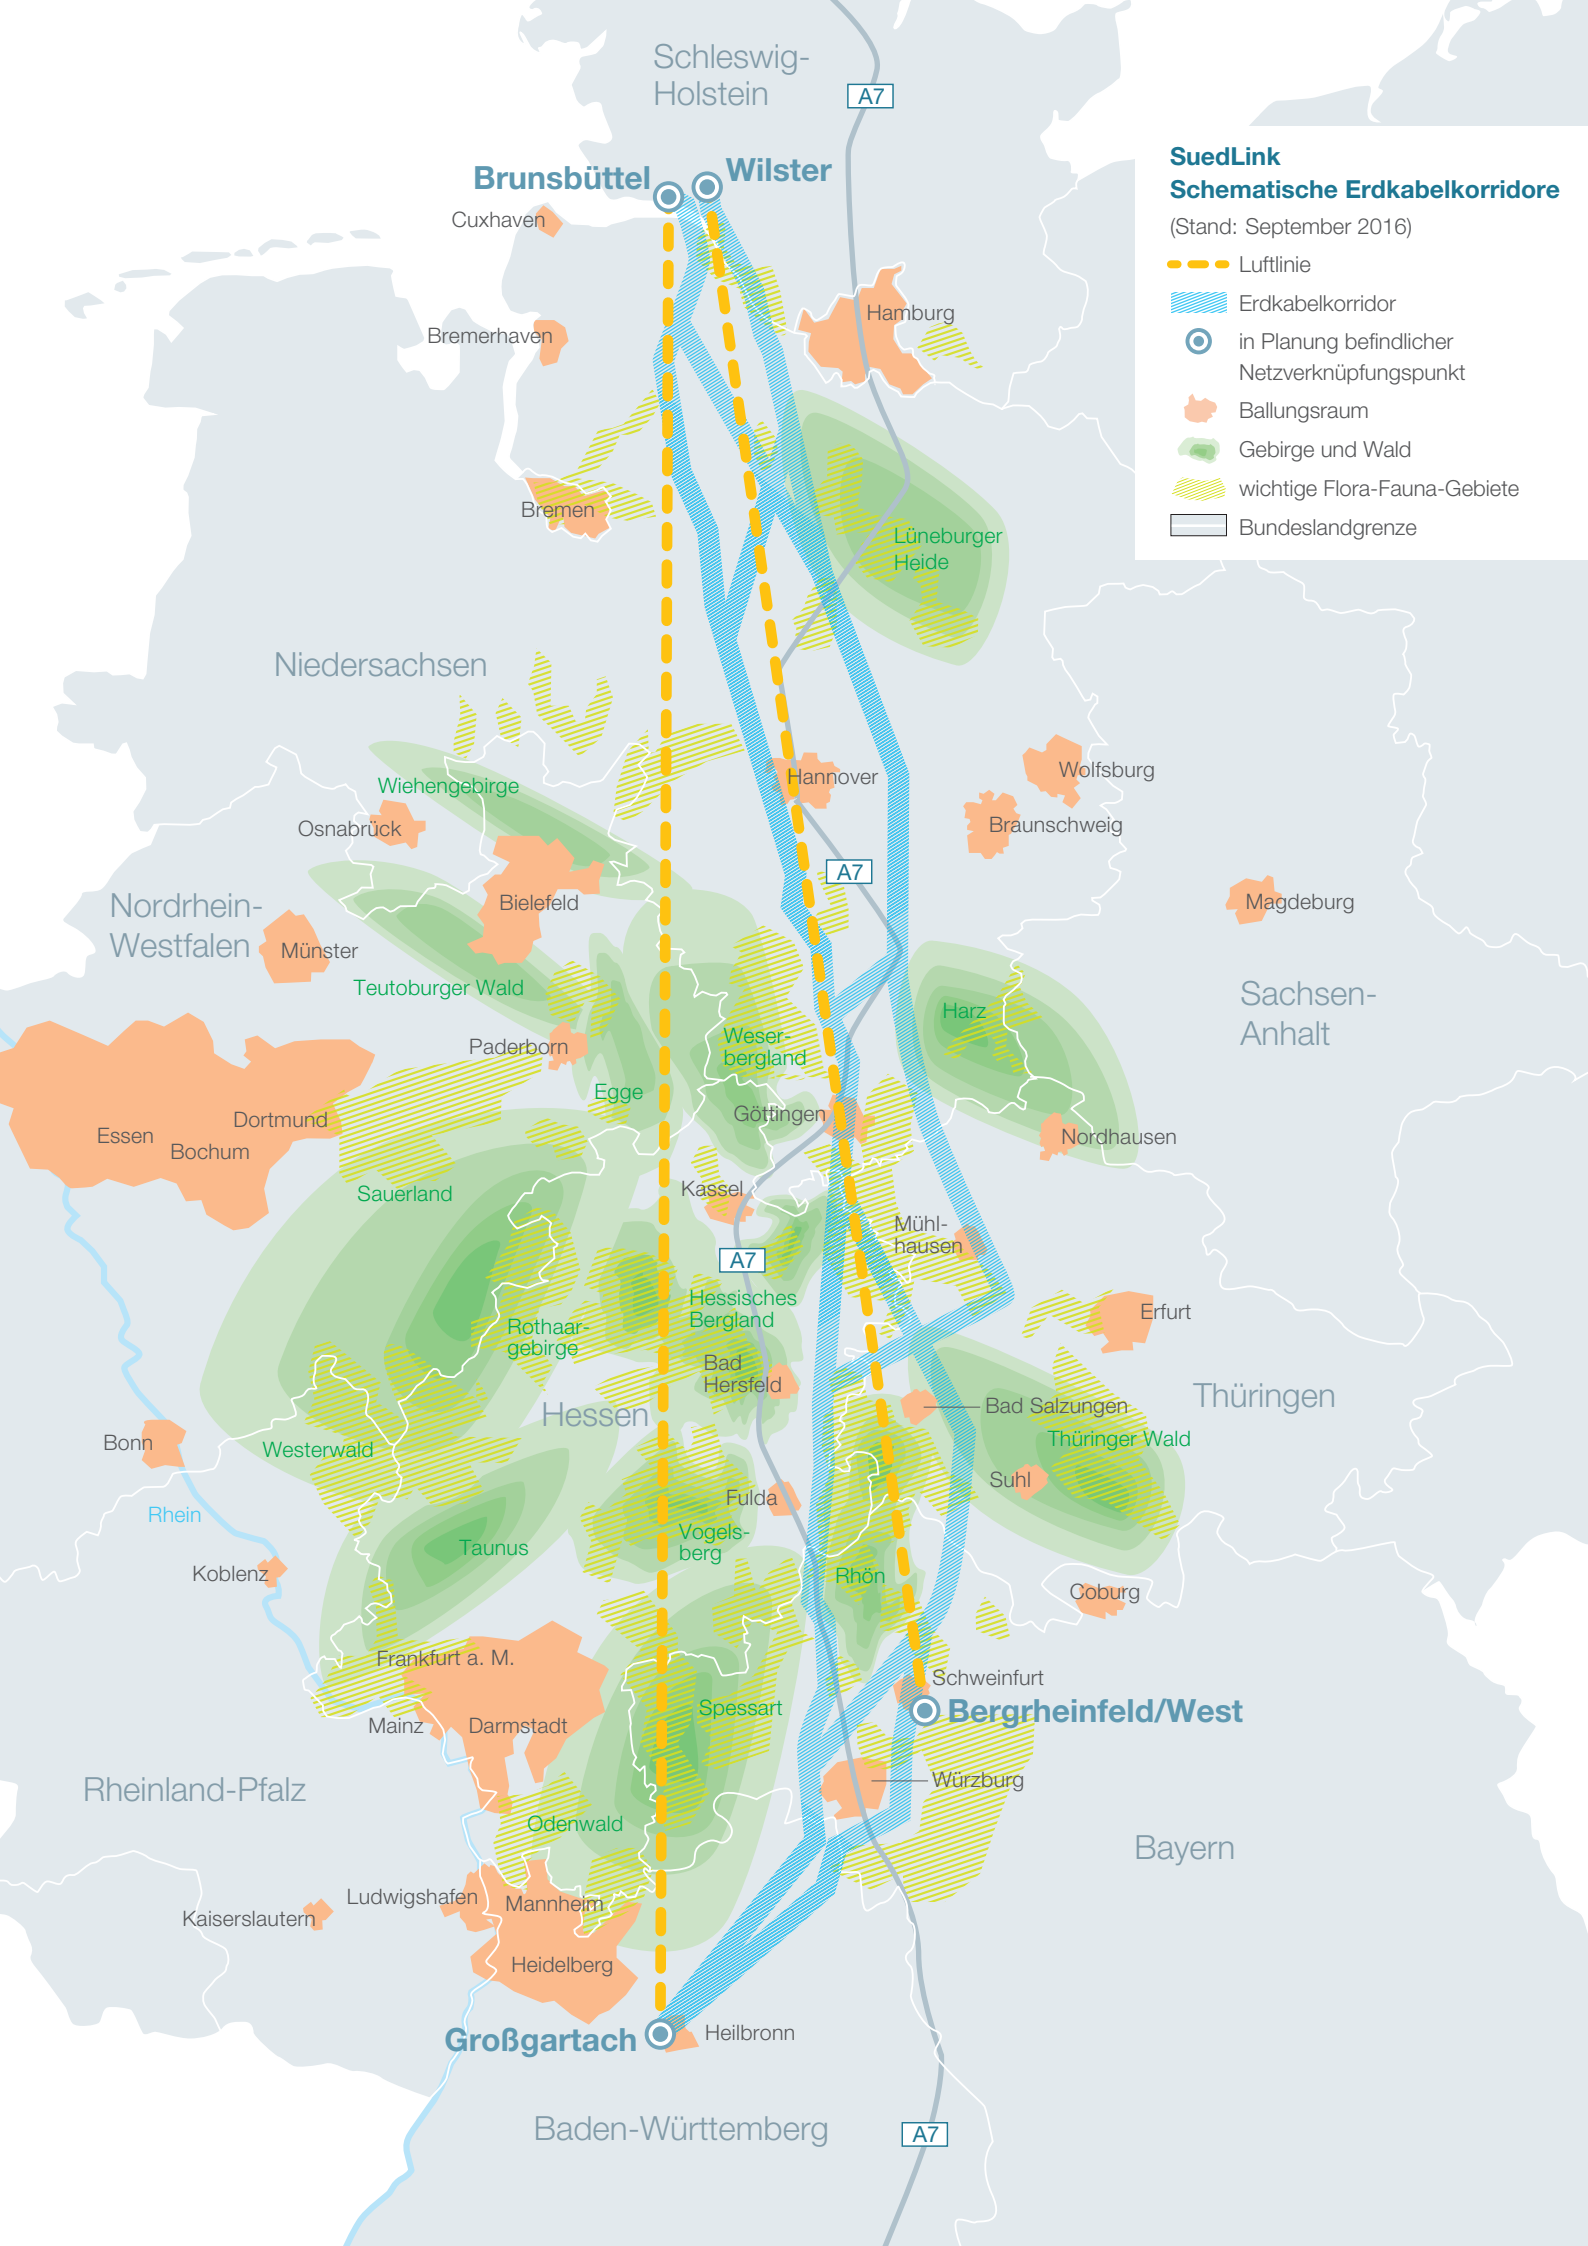 Schleswig-
Holstein
A7
SuedLink
Schematische Erdkabelkorridore
(Stand: September 2016)
Luftlinie
Erdkabelkorridor
in Planung befindlicher
Netzverknüpfungspunkt
Ballungsraum
Gebirge und Wald
wichtige Flora-Fauna-Gebiete
Bundeslandgrenze
Brunsbüttel
Wilster
Cuxhaven
Bremerhaven
Hamburg
Bremen
Lüneburger
Heide
Niedersachsen
Wiehengebirge
Hannover
Wolfsburg
Osnabrück
Braunschweig
A7
Nordrhein-
Westfalen
Bielefeld
Magdeburg
Münster
Teutoburger Wald
Sachsen-
Anhalt
Harz
Paderborn
Weser-
bergland
Egge
Göttingen
Dortmund
Essen
Bochum
Nordhausen
Sauerland
Kassel
Mühl-
hausen
A7
Hessisches
Bergland
Erfurt
Rothaar-
gebirge
Bad
Hersfeld
Thüringen
Hessen
Bad Salzungen
Bonn
Westerwald
Thüringer Wald
Suhl
Fulda
Rhein
Vogels-
berg
Taunus
Koblenz
Rhön
Coburg
Frankfurt a. M.
Schweinfurt
Spessart
Bergrheinfeld/West
Mainz
Darmstadt
Rheinland-Pfalz
Würzburg
Odenwald
Bayern
Ludwigshafen
Mannheim
Kaiserslautern
Heidelberg
Großgartach
Heilbronn
Baden-Württemberg
A7